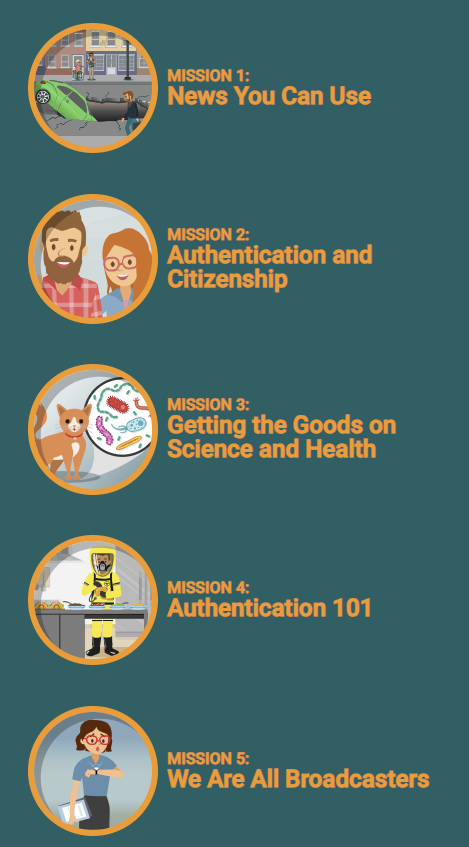 MISSION 1:
News You Can Use
MISSION 2:
Authentication and
Citizenship
MISSION 3:
Getting the Goods on
Science and Health
MISSION 4:
Authentication 101
MISSION 5:
We Are All Broadcasters